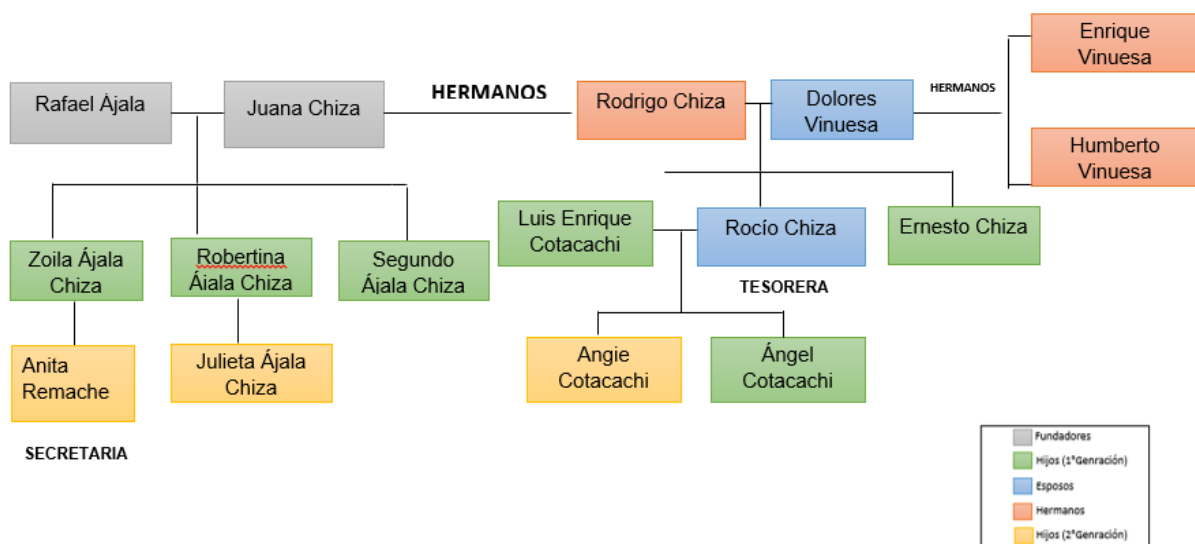 Enrique
Vinuesa
HERMANOS
HERMANOS
Rafael Ájala
Juana Chiza
Rodrigo Chiza
Dolores
Vinuesa
Humberto
Vinuesa
Luis Enrique
Cotacachi
Rocío Chiza
Ernesto Chiza
Zoila Ájala
Chiza
Robertina
Ájala Chiza
Segundo
Ájala Chiza
TESORERA
Anita
Remache
Julieta Ájala
Chiza
Angie
Cotacachi
Ángel
Cotacachi
SECRETARIA
Fundadores
Hijos (1°Genración)
Esposos
Hermanos
Hijos (2°Genración)